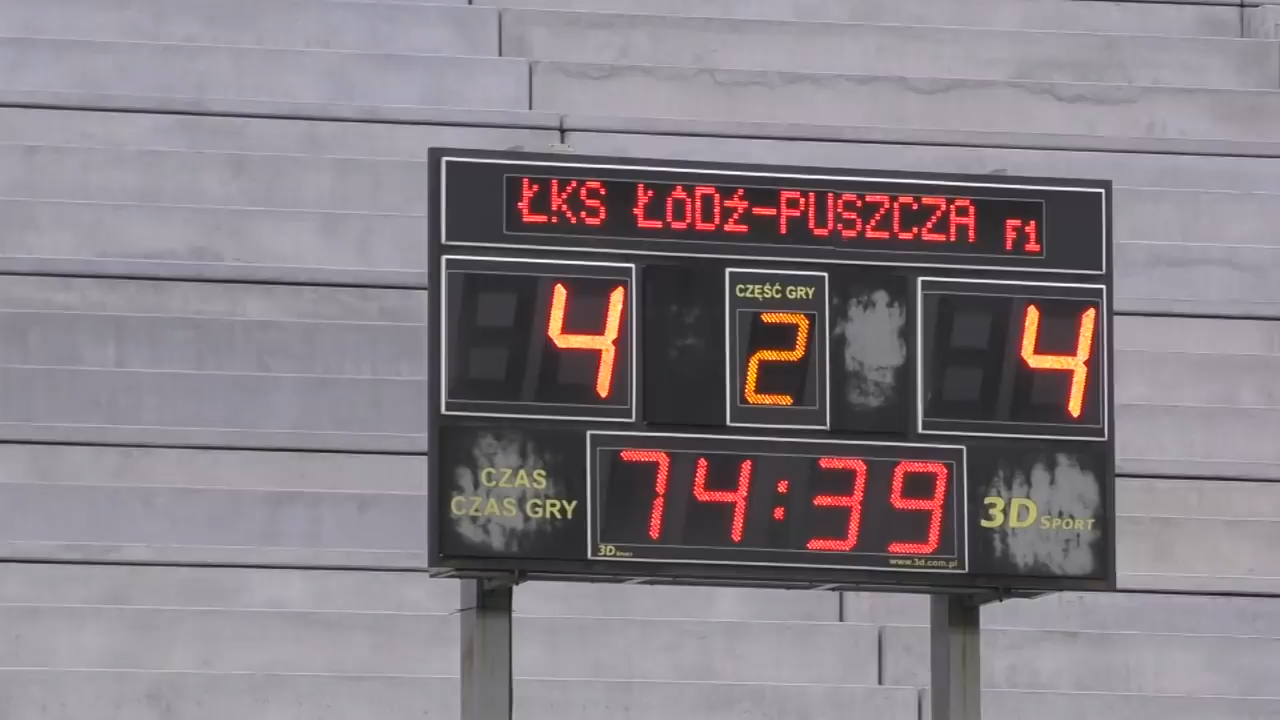 ŁKS ŁÓDŹ-PUSZCZA F1
CZĘŚĆ GRY
4 2 4
CZAS
CZAS GRY
74:39
3D SPORT
3D SPORT
www.3d.com.pl